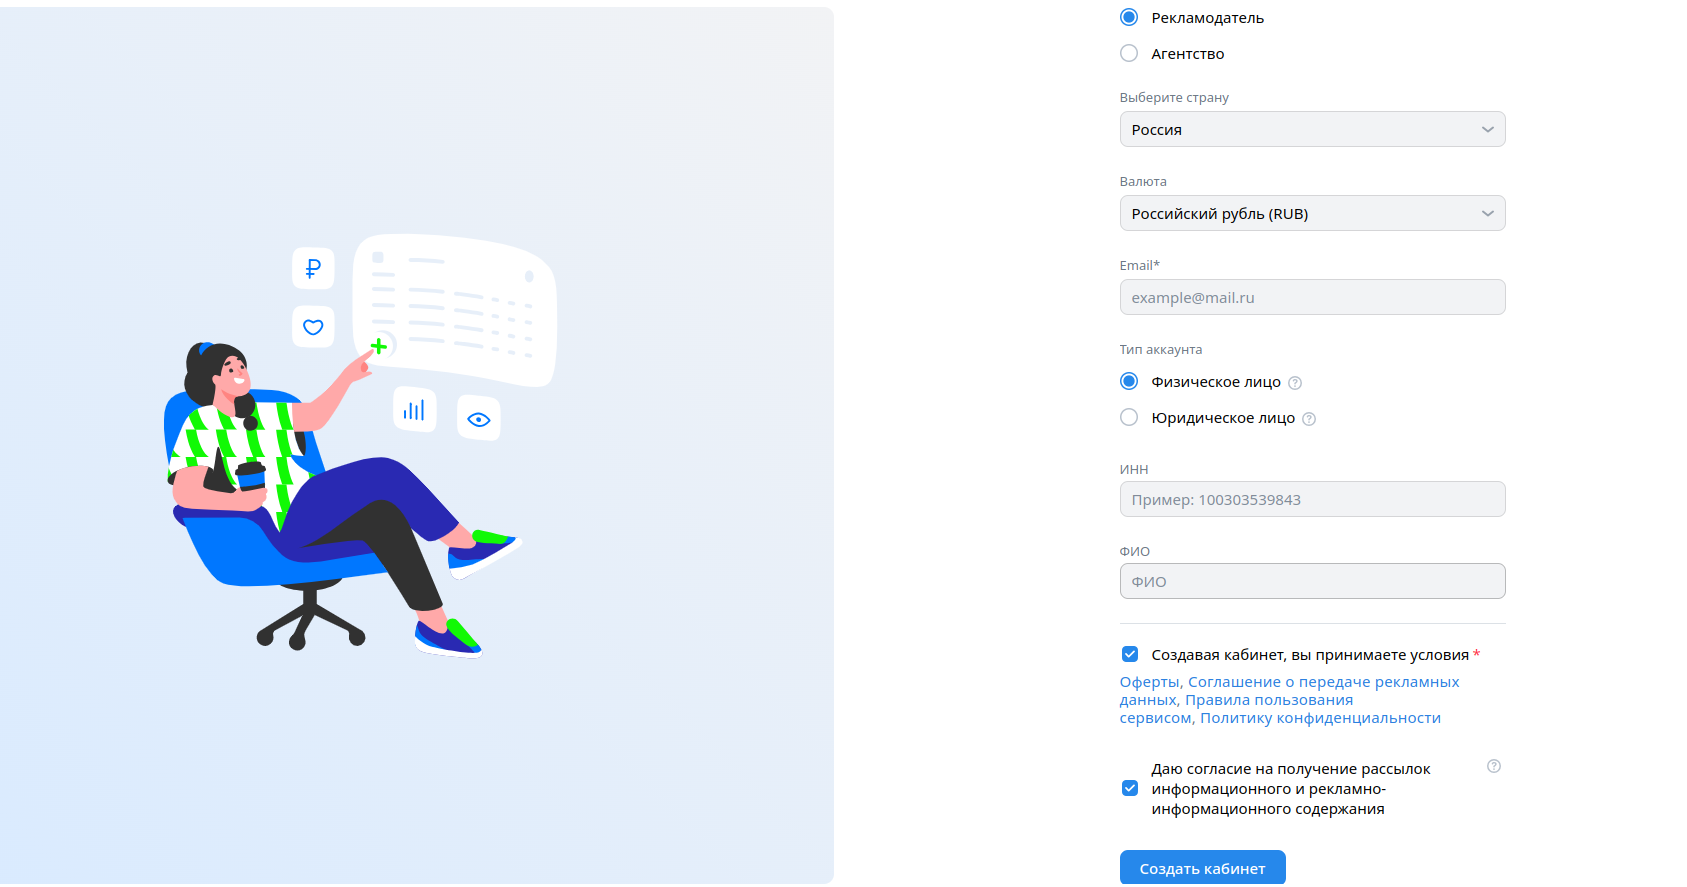 Рекламодатель
Агентство
Выберите страну
Россия
Валюта
Российский рубль (RUB)
Email*
example@mail.ru
Тип аккаунта
Физическое лицо
Юридическое лицо
ИНН
Пример: 100303539843
ФИО
ФИО
Создавая кабинет, вы принимаете условия *
Оферты, Соглашение о передаче рекламных
данных, Правила пользования
сервисом, Политику конфиденциальности
Даю согласие на получение рассылок
информационного и рекламно-
информационного содержания
Создать кабинет